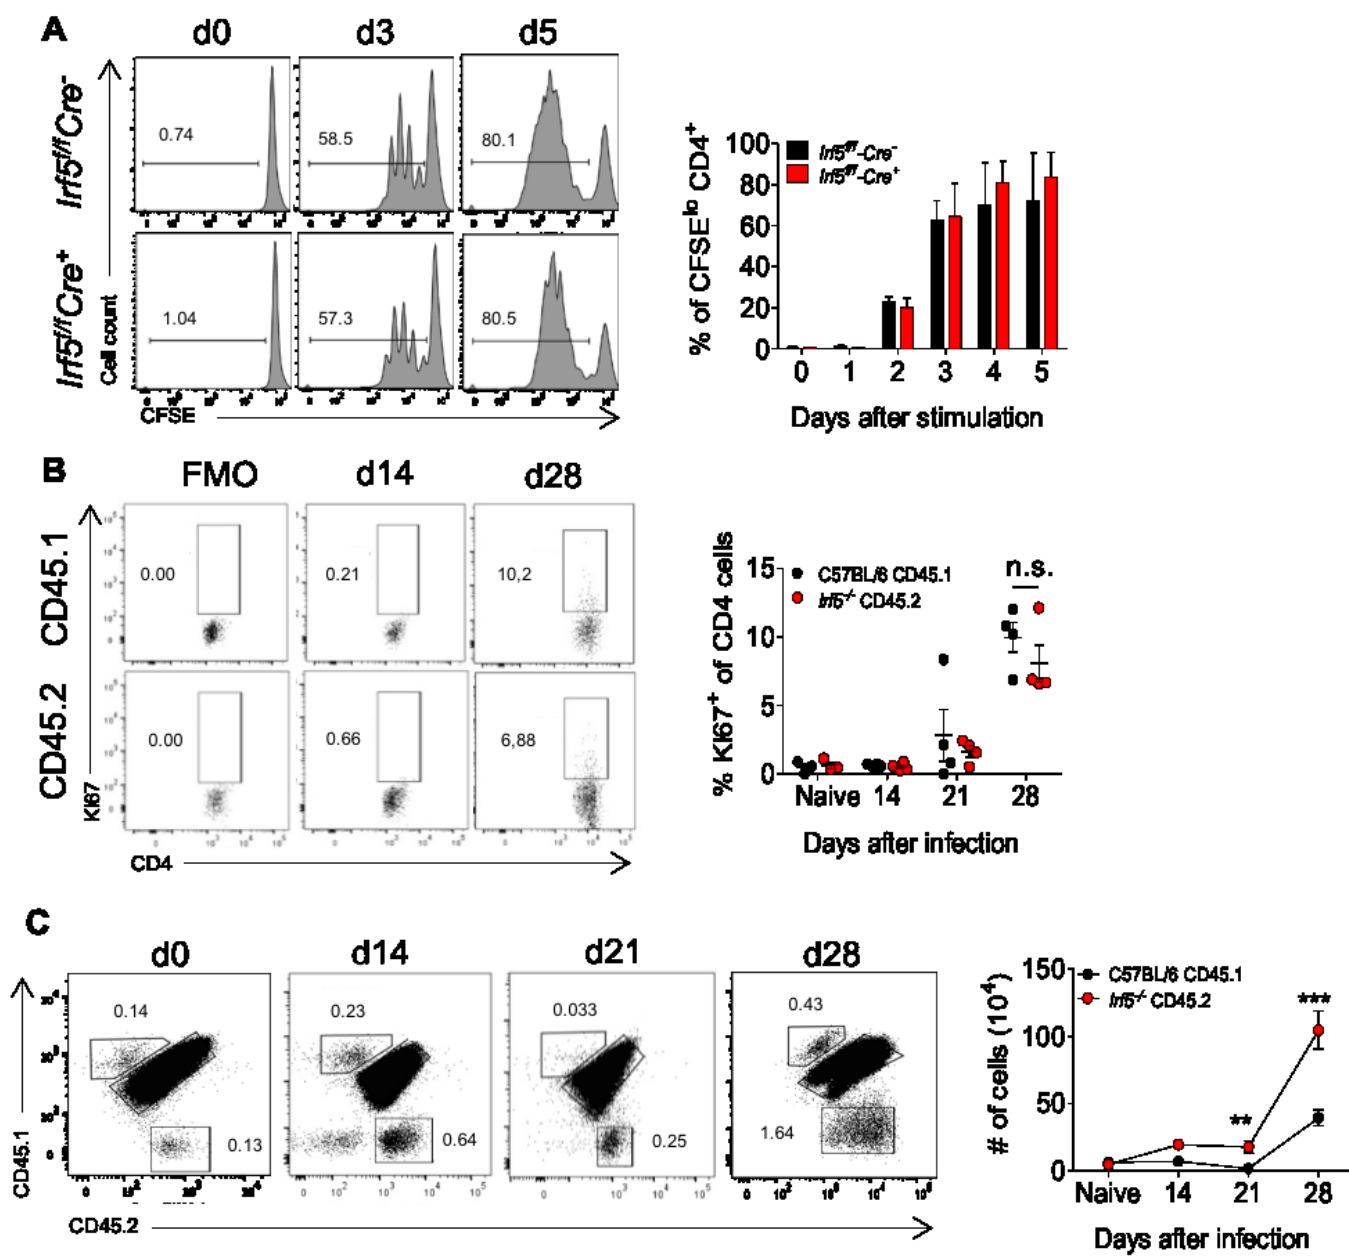 A
d0
d3
d5
Irf5f/fCre-
0.74
58.5
80.1
Irf5f/fCre+
1.04
57.3
80.5
Cell count
CFSE
% of CFSElo CD4+
100
80
60
40
20
0
Irf5f/f-Cre-
Irf5f/f-Cre+
0 1 2 3 4 5
Days after stimulation
B
FMO
d14
d28
CD45.1
0.00
0.21
10,2
CD45.2
0.00
0.66
6,88
KI67
CD4
% KI67+ of CD4 cells
15
10
5
0
C57BL/6 CD45.1
Irf5-/- CD45.2
n.s.
Naive 14 21 28
Days after infection
C
d0
d14
d21
d28
0.14
0.23
0.033
0.43
0.13
0.64
0.25
1.64
CD45.1
CD45.2
# of cells (10⁴)
150
100
50
0
C57BL/6 CD45.1
Irf5-/- CD45.2
**
***
Naive 14 21 28
Days after infection